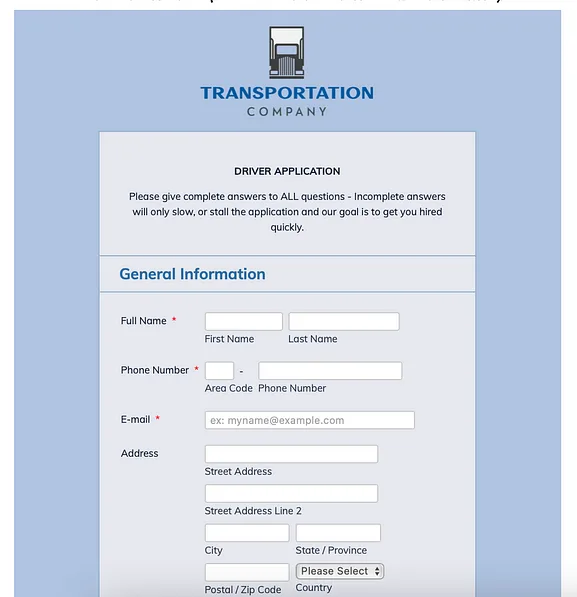 TRANSPORTATION
COMPANY
DRIVER APPLICATION
Please give complete answers to ALL questions - Incomplete answers
will only slow, or stall the application and our goal is to get you hired
quickly.
General Information
Full Name *
First Name Last Name
Phone Number * -
Area Code Phone Number
E-mail * ex: myname@example.com
Address
Street Address
Street Address Line 2
City State / Province
Please Select
Postal / Zip Code Country